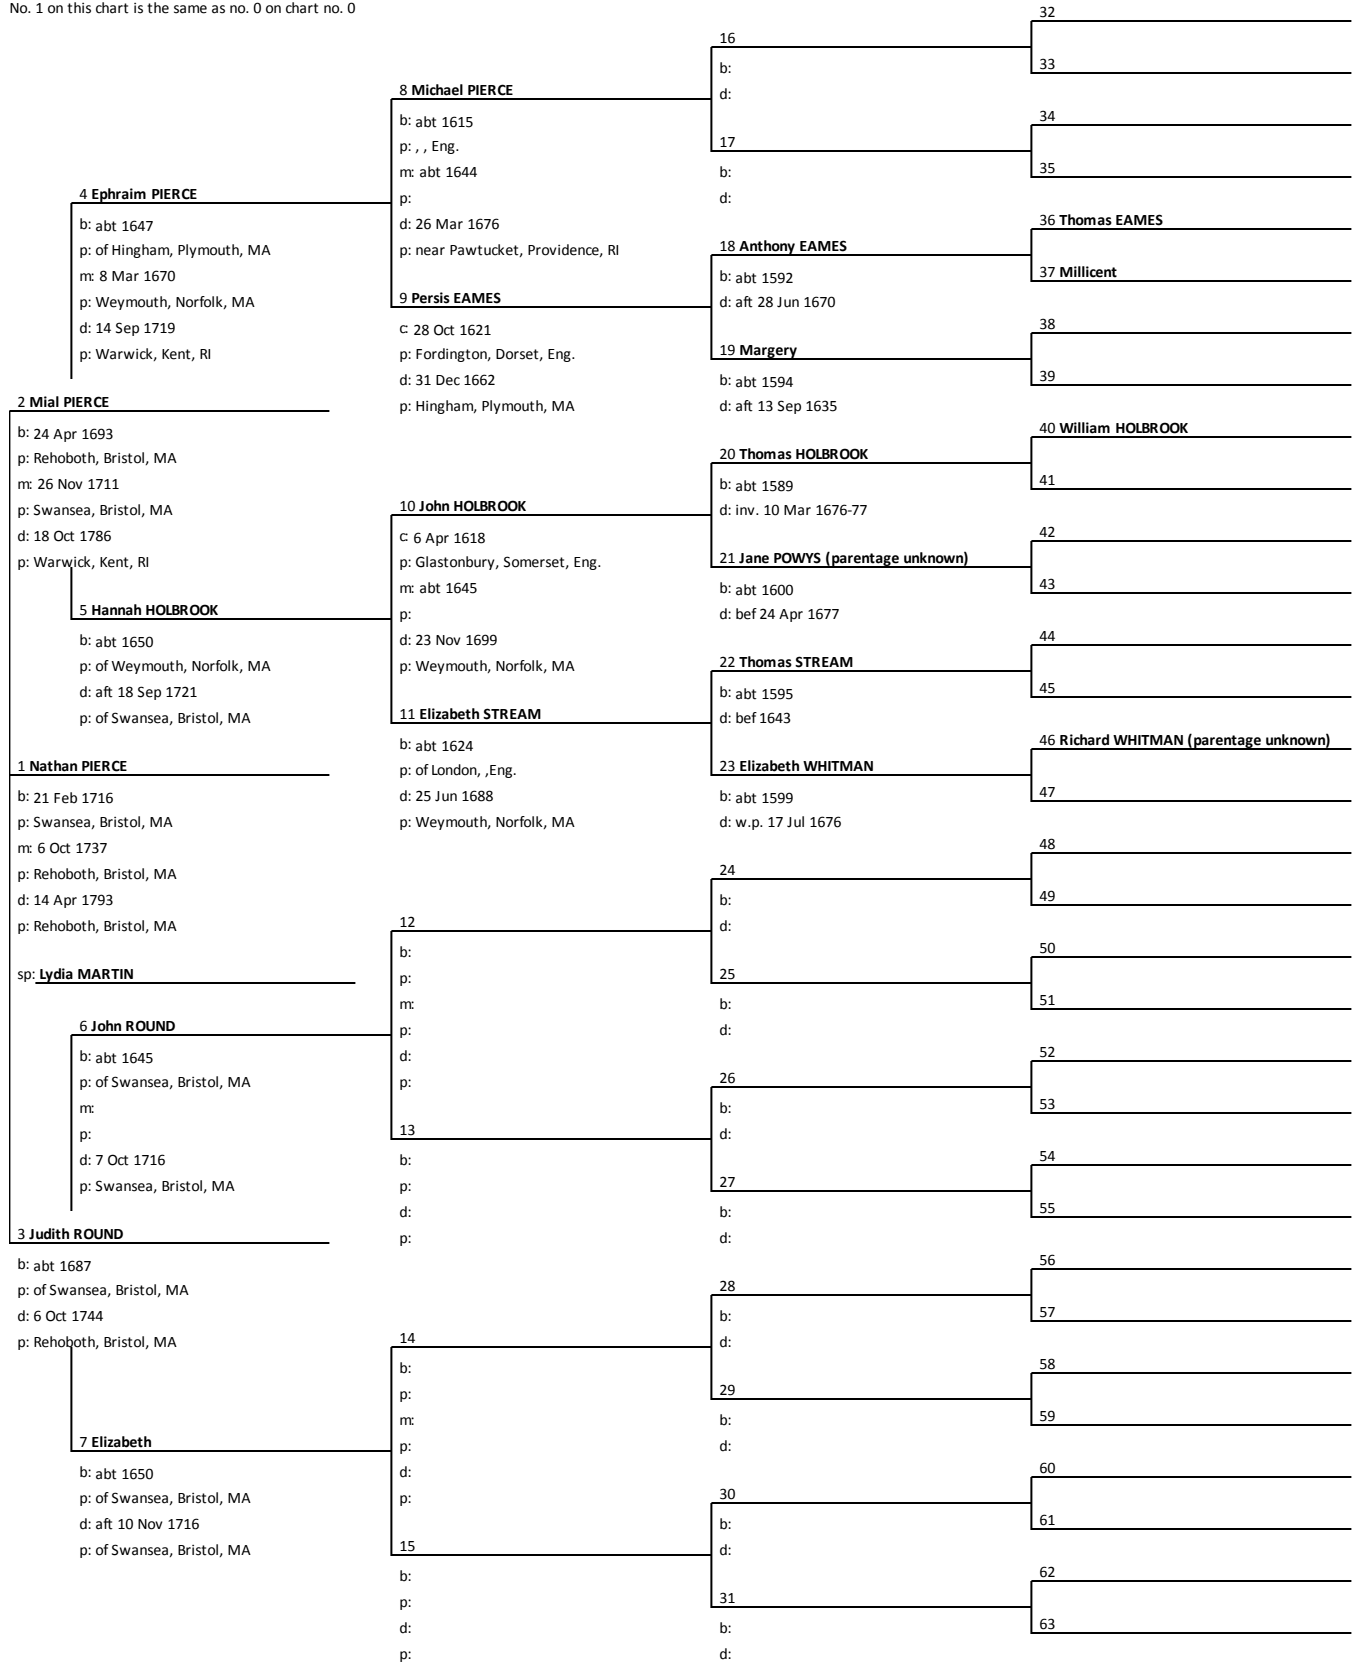 No. 1 on this chart is the same as no. 0 on chart no. 0
4 Ephraim PIERCE
b: abt 1647
p: of Hingham, Plymouth, MA
m: 8 Mar 1670
p: Weymouth, Norfolk, MA
d: 14 Sep 1719
p: Warwick, Kent, RI
2 Mial PIERCE
b: 24 Apr 1693
p: Rehoboth, Bristol, MA
m: 26 Nov 1711
p: Swansea, Bristol, MA
d: 18 Oct 1786
p: Warwick, Kent, RI
5 Hannah HOLBROOK
b: abt 1650
p: of Weymouth, Norfolk, MA
d: aft 18 Sep 1721
p: of Swansea, Bristol, MA
1 Nathan PIERCE
b: 21 Feb 1716
p: Swansea, Bristol, MA
m: 6 Oct 1737
p: Rehoboth, Bristol, MA
d: 14 Apr 1793
p: Rehoboth, Bristol, MA
sp: Lydia MARTIN
6 John ROUND
b: abt 1645
p: of Swansea, Bristol, MA
m:
p:
d: 7 Oct 1716
p: Swansea, Bristol, MA
3 Judith ROUND
b: abt 1687
p: of Swansea, Bristol, MA
d: 6 Oct 1744
p: Rehoboth, Bristol, MA
7 Elizabeth
b: abt 1650
p: of Swansea, Bristol, MA
d: aft 10 Nov 1716
p: of Swansea, Bristol, MA
8 Michael PIERCE
b: abt 1615
p: , , Eng.
m: abt 1644
p:
d: 26 Mar 1676
p: near Pawtucket, Providence, RI
9 Persis EAMES
c 28 Oct 1621
p: Fordington, Dorset, Eng.
d: 31 Dec 1662
p: Hingham, Plymouth, MA
10 John HOLBROOK
c 6 Apr 1618
p: Glastonbury, Somerset, Eng.
m: abt 1645
p:
d: 23 Nov 1699
p: Weymouth, Norfolk, MA
11 Elizabeth STREAM
b: abt 1624
p: of London, ,Eng.
d: 25 Jun 1688
p: Weymouth, Norfolk, MA
12
b:
p:
m:
p:
d:
p:
13
b:
p:
d:
p:
14
b:
p:
m:
p:
d:
p:
15
b:
p:
d:
p:
16
b:
d:
17
b:
d:
18 Anthony EAMES
b: abt 1592
d: aft 28 Jun 1670
19 Margery
b: abt 1594
d: aft 13 Sep 1635
20 Thomas HOLBROOK
b: abt 1589
d: inv. 10 Mar 1676-77
21 Jane POWYS (parentage unknown)
b: abt 1600
d: bef 24 Apr 1677
22 Thomas STREAM
b: abt 1595
d: bef 1643
23 Elizabeth WHITMAN
b: abt 1599
d: w.p. 17 Jul 1676
24
b:
d:
25
b:
d:
26
b:
d:
27
b:
d:
28
b:
d:
29
b:
d:
30
b:
d:
31
b:
d:
32
33
34
35
36 Thomas EAMES
37 Millicent
38
39
40 William HOLBROOK
41
42
43
44
45
46 Richard WHITMAN (parentage unknown)
47
48
49
50
51
52
53
54
55
56
57
58
59
60
61
62
63